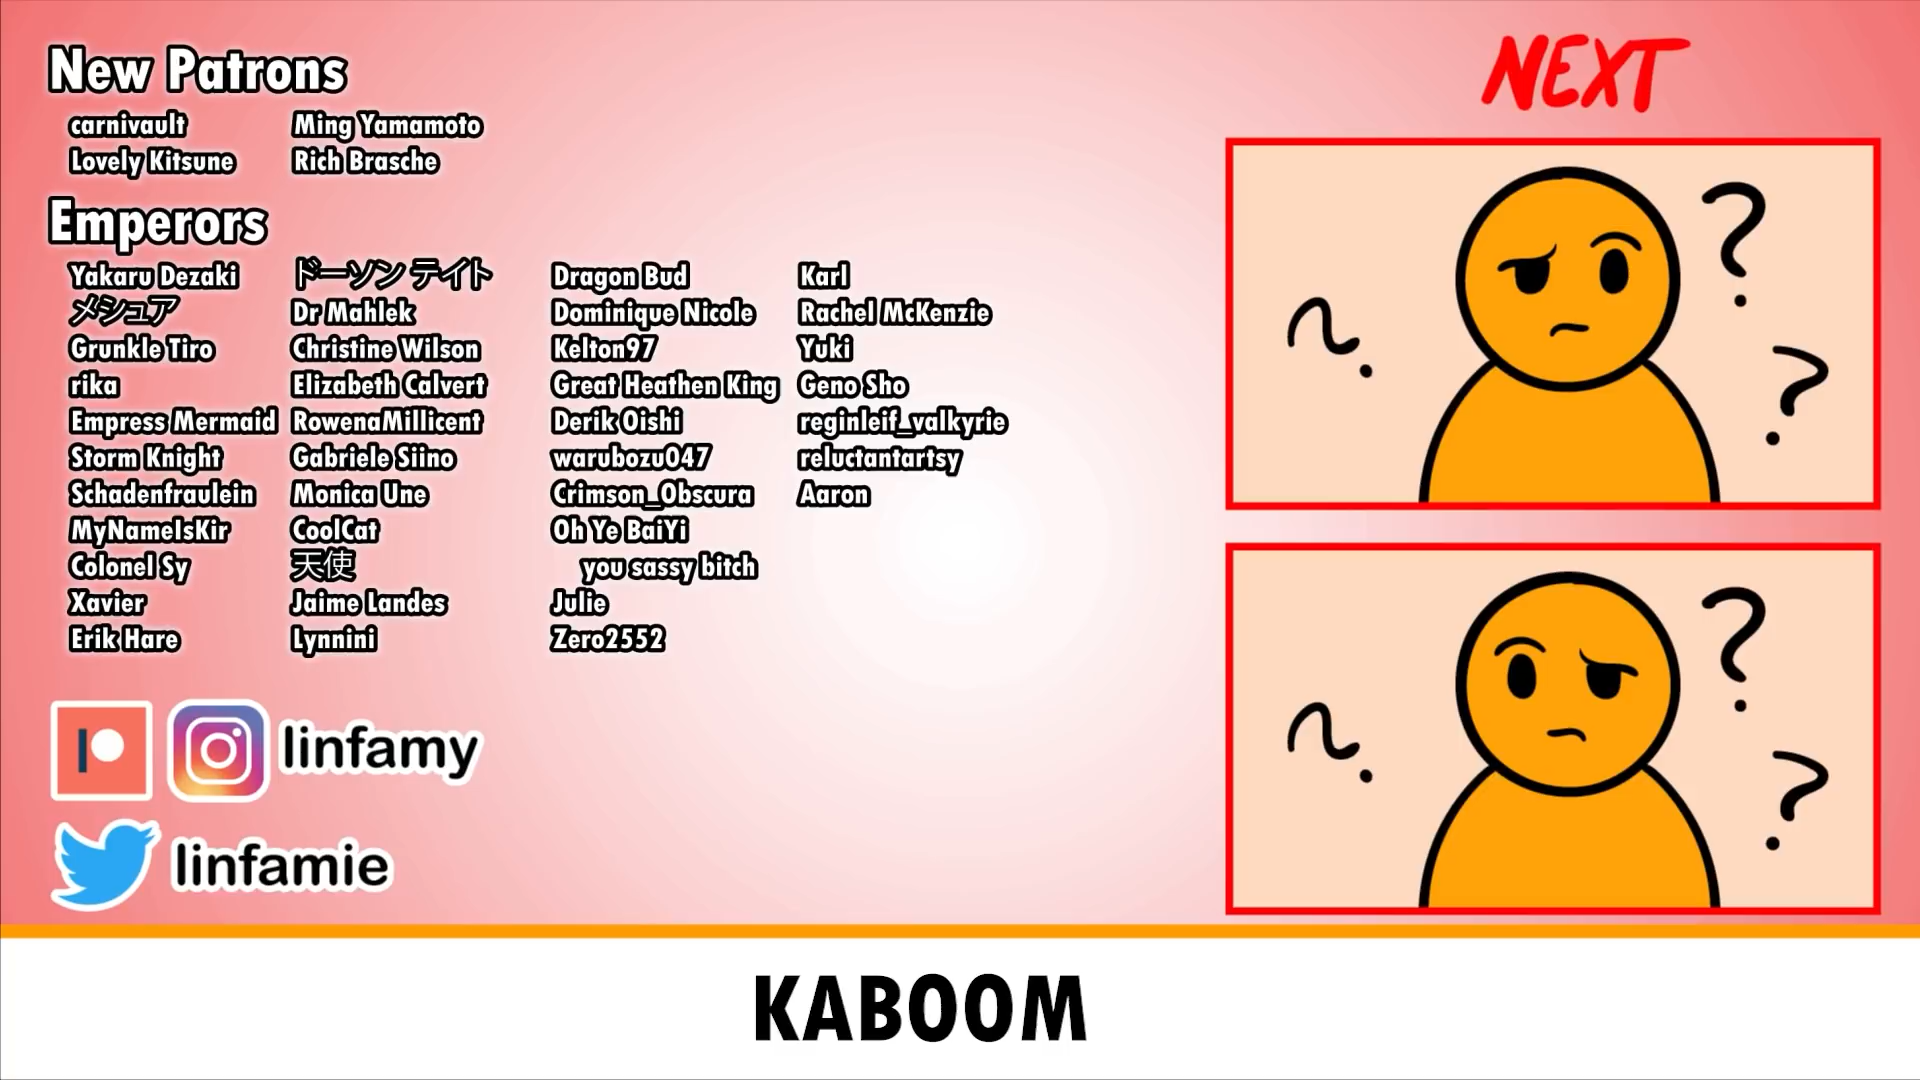 New Patrons
carnivault
Lovely Kitsune
Ming Yamamoto
Rich Brasche
Emperors
Yakaru Dezaki
メシュア
Grunkle Tiro
rika
Empress Mermaid
Storm Knight
Schadenfraulein
MyNameIsKir
Colonel Sy
Xavier
Erik Hare
ドーソン テイト
Dr Mahlek
Christine Wilson
Elizabeth Calvert
RowenaMillicent
Gabriele Siino
Monica Une
CoolCat
天使
Jaime Landes
Lynnini
Dragon Bud
Dominique Nicole
Kelton97
Great Heathen King
Derik Oishi
warubozu047
Crimson_Obscura
Oh Ye BaiYi
you sassy bitch
Julie
Zero2552
Karl
Rachel McKenzie
Yuki
Geno Sho
reginleif_valkyrie
reluctantartsy
Aaron
linfamy
linfamie
NEXT
?
?
?
?
?
?
KABOOM